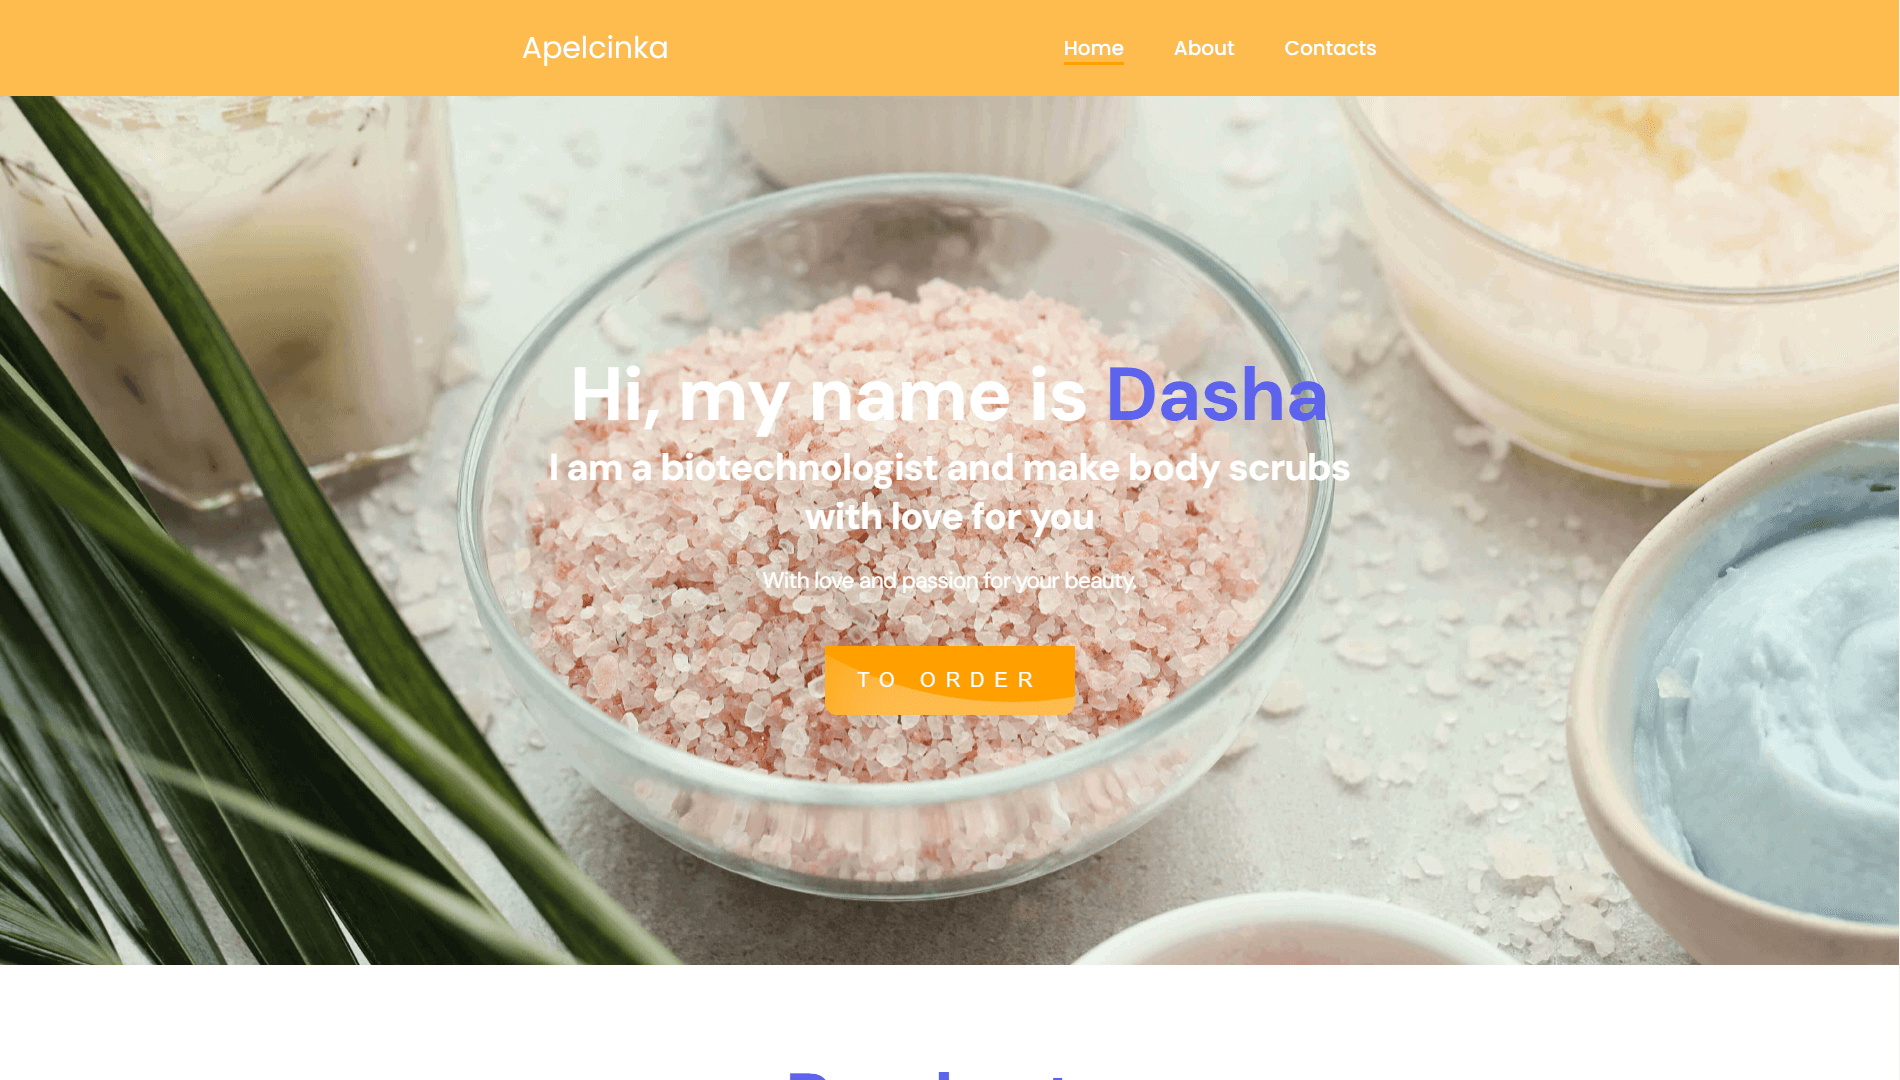 Apelcinka
Home About Contacts
Hi, my name is Dasha
I am a biotechnologist and make body scrubs
with love for you
With love and passion for your beauty.
TO ORDER